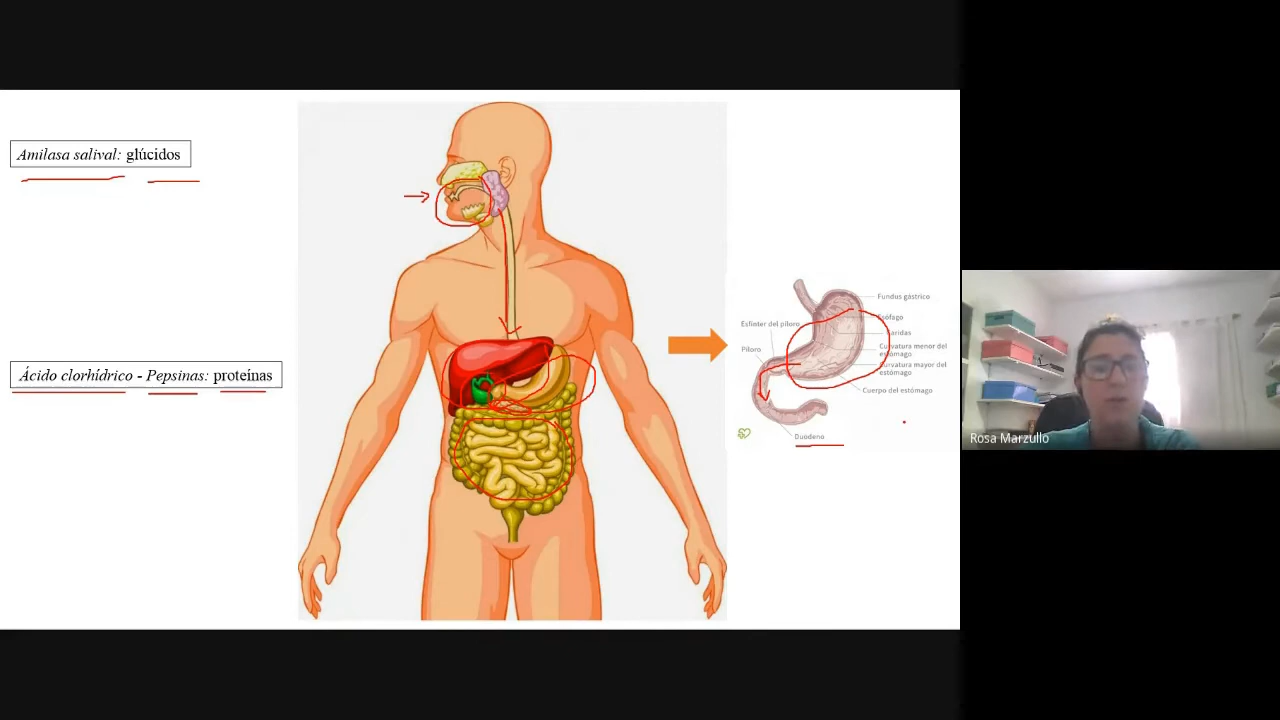 Amilasa salival: glúcidos
Ácido clorhídrico - Pepsinas: proteínas
Fundus gástrico
Esófago
Esfínter del píloro
Píloro
Curvatura menor del
estómago
Curvatura mayor del
estómago
Cuerpo del estómago
Duodeno
Rosa Marzullo